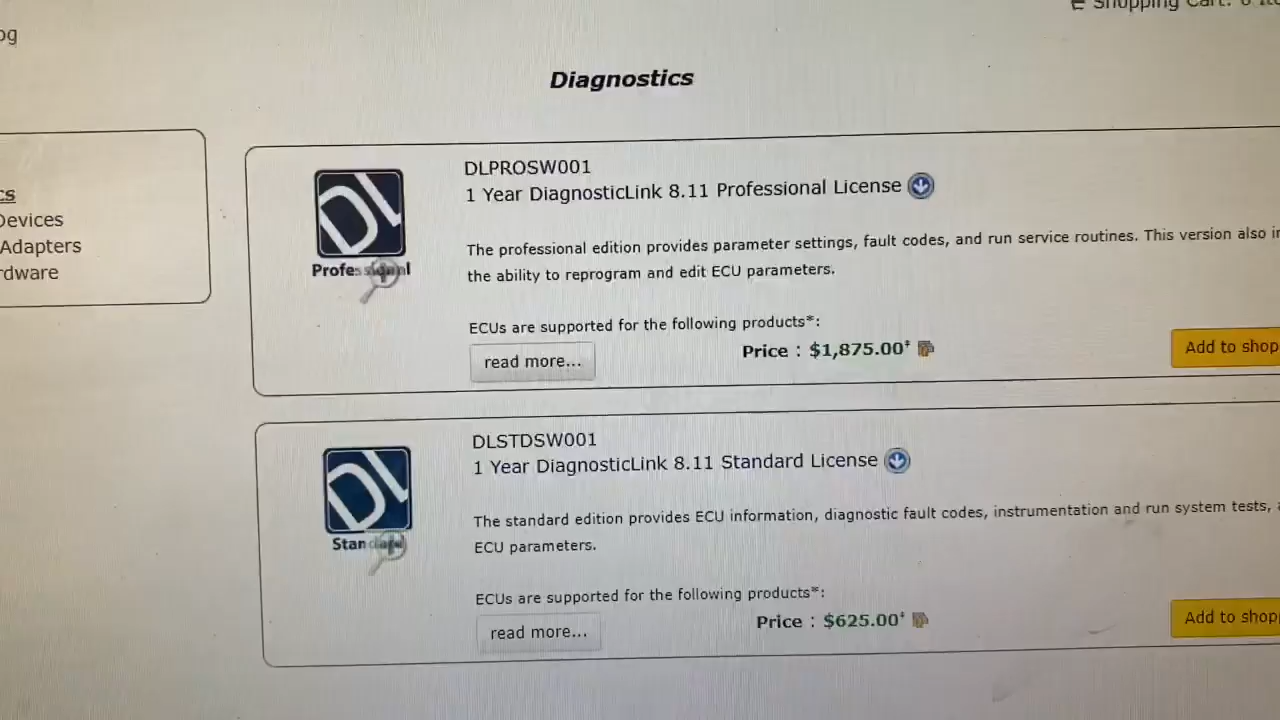 Shopping Cart: 0
og
Diagnostics
cs
Devices
Adapters
rdware
DLPROSW001
1 Year DiagnosticLink 8.11 Professional License
The professional edition provides parameter settings, fault codes, and run service routines. This version also in
the ability to reprogram and edit ECU parameters.
Professional
ECUs are supported for the following products*:
read more...
Price : $1,875.00‡
Add to shop
DLSTDSW001
1 Year DiagnosticLink 8.11 Standard License
The standard edition provides ECU information, diagnostic fault codes, instrumentation and run system tests,
ECU parameters.
Standard
ECUs are supported for the following products*:
read more...
Price : $625.00‡
Add to shop